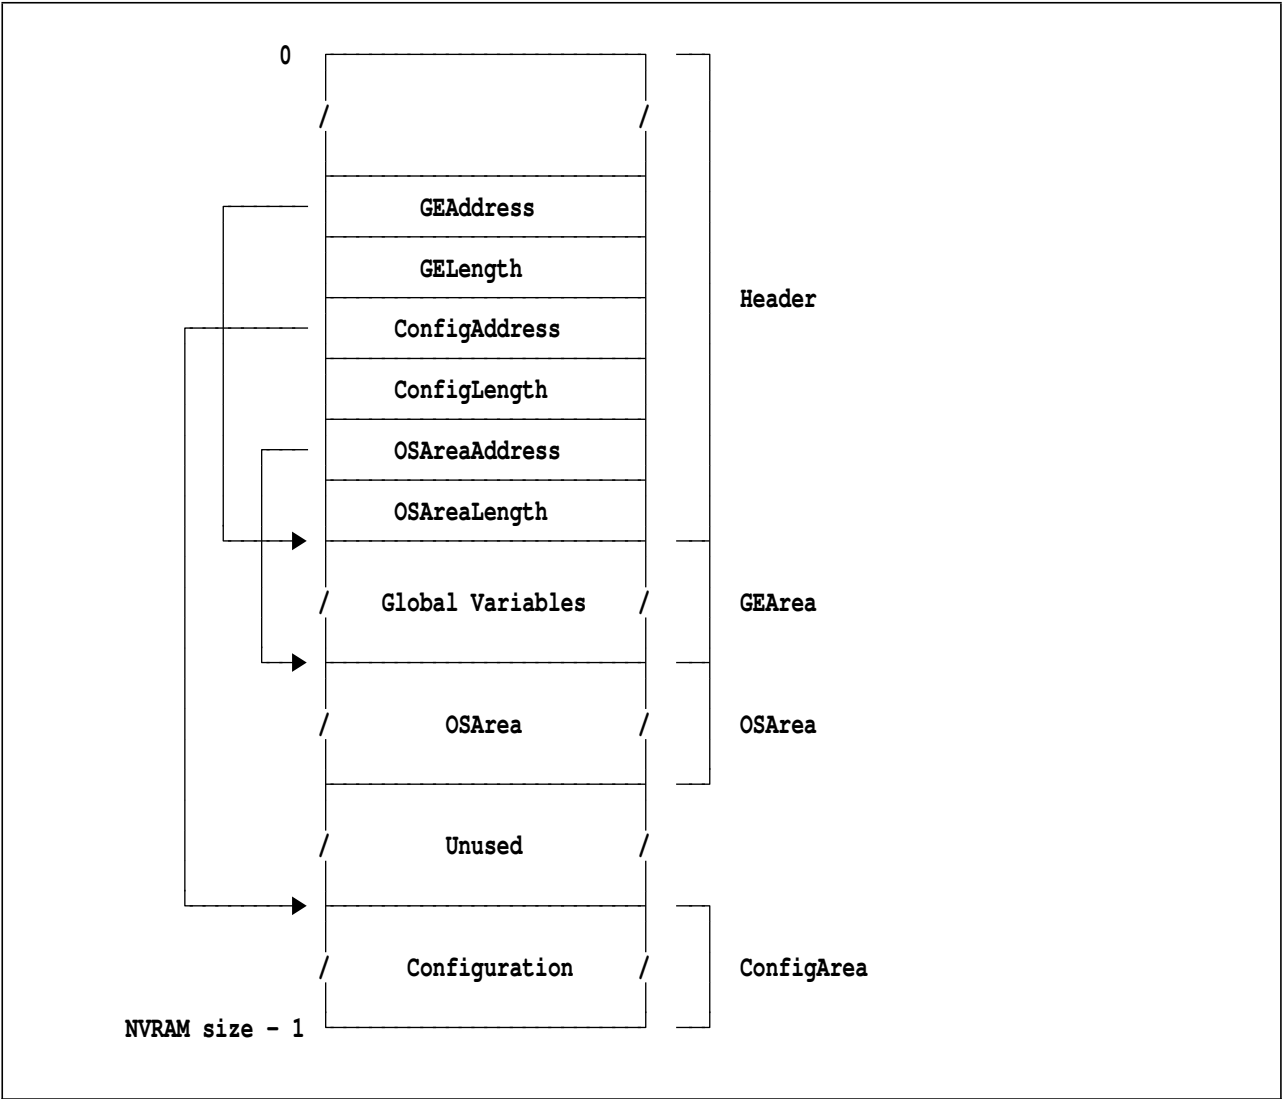 0
GEAddress
GELength
Header
ConfigAddress
ConfigLength
OSAreaAddress
OSAreaLength
Global Variables GEArea
OSArea OSArea
Unused
Configuration ConfigArea
NVRAM size – 1